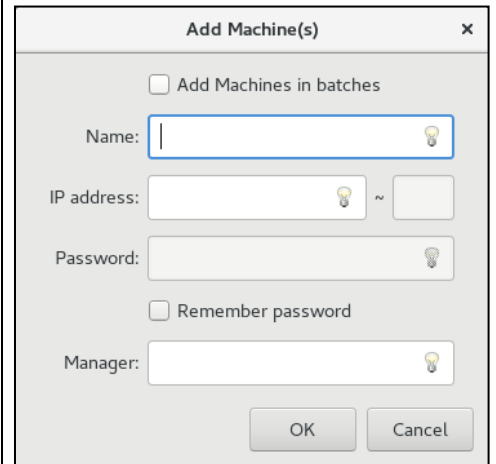 Add Machine(s) ×
Add Machines in batches
Name:
IP address: ~
Password:
Remember password
Manager:
OK Cancel